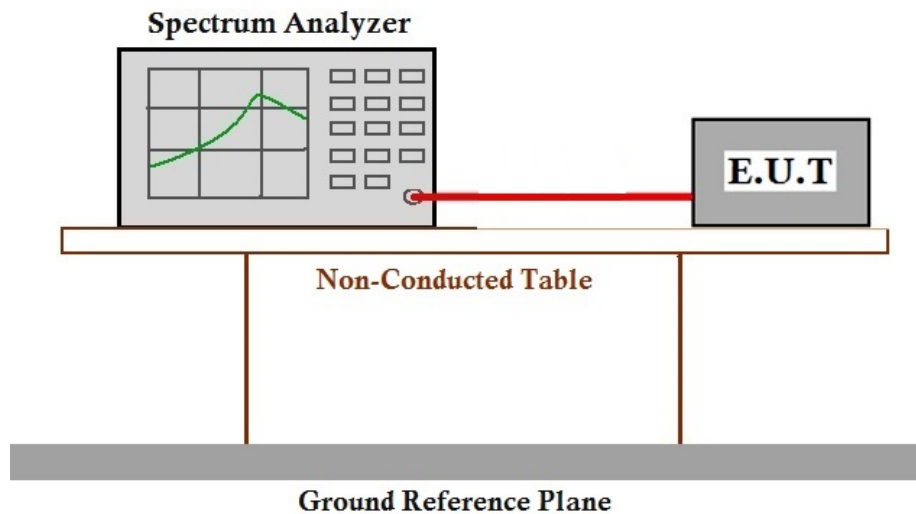 Spectrum Analyzer
E.U.T
Non-Conducted Table
Ground Reference Plane